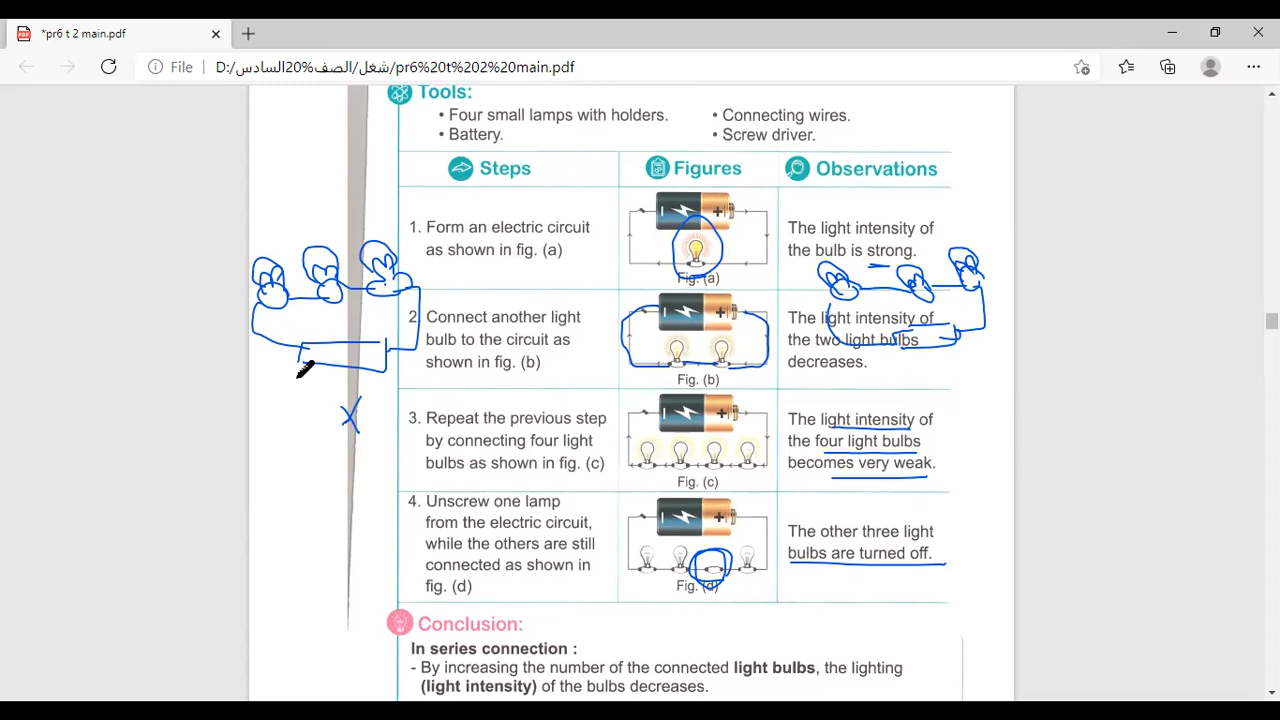 *pr6 t 2 main.pdf
File
D:/شغل/الصف%20السادس/pr6%20t%202%20main.pdf
Tools:
• Four small lamps with holders.
• Connecting wires.
• Battery.
• Screw driver.
Steps
Figures
Observations
1. Form an electric circuit
as shown in fig. (a)
Fig. (a)
The light intensity of
the bulb is strong.
2. Connect another light
bulb to the circuit as
shown in fig. (b)
Fig. (b)
The light intensity of
the two light bulbs
decreases.
3. Repeat the previous step
by connecting four light
bulbs as shown in fig. (c)
Fig. (c)
The light intensity of
the four light bulbs
becomes very weak.
4. Unscrew one lamp
from the electric circuit,
while the others are still
connected as shown in
fig. (d)
Fig. (d)
The other three light
bulbs are turned off.
Conclusion:
In series connection :
- By increasing the number of the connected light bulbs, the lighting
(light intensity) of the bulbs decreases.